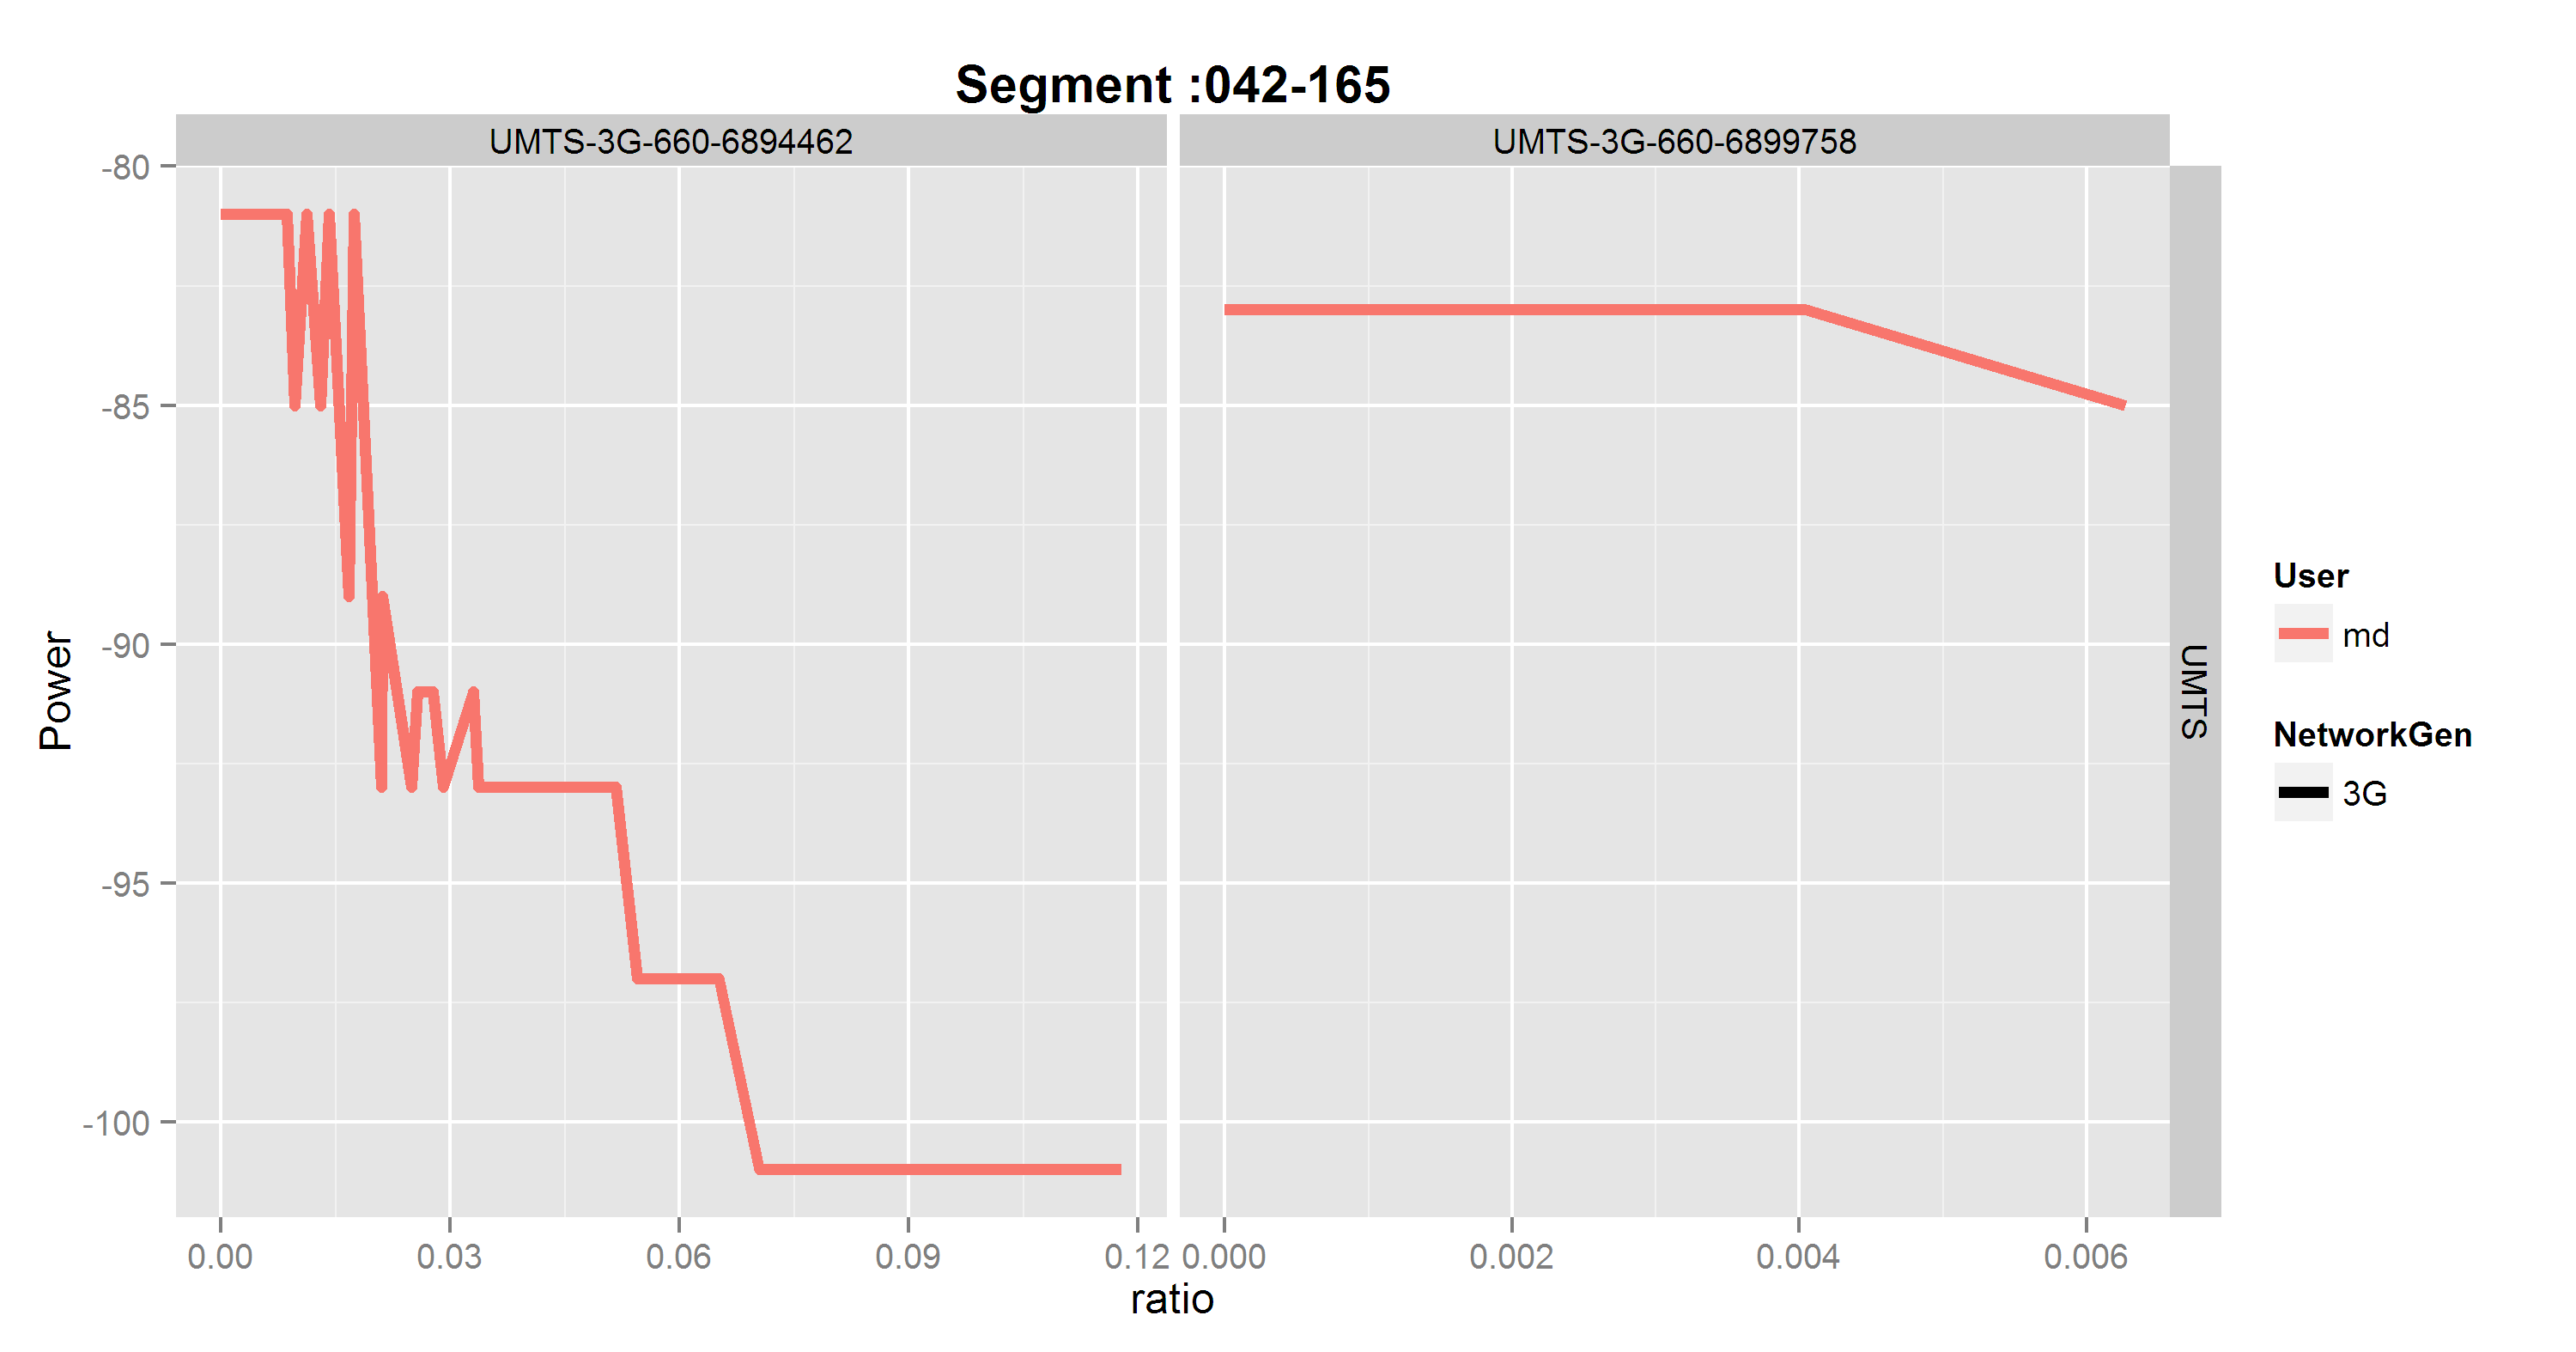 Segment :042-165
UMTS-3G-660-6894462
UMTS-3G-660-6899758
-80
-85
-90
-95
-100
Power
UMTS
0.00
0.03
0.06
0.09
0.12
0.000
0.002
0.004
0.006
ratio
User
md
NetworkGen
3G